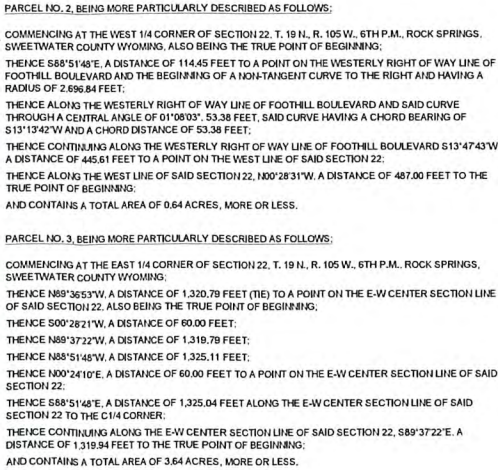 PARCEL NO. 2, BEING MORE PARTICULARLY DESCRIBED AS FOLLOWS;
COMMENCING AT THE WEST 1/4 CORNER OF SECTION 22, T. 19 N., R. 105 W., 6TH P.M., ROCK SPRINGS,
SWEETWATER COUNTY WYOMING, ALSO BEING THE TRUE POINT OF BEGINNING;
THENCE S88°51'48"E, A DISTANCE OF 114.45 FEET TO A POINT ON THE WESTERLY RIGHT OF WAY LINE OF
FOOTHILL BOULEVARD AND THE BEGINNING OF A NON-TANGENT CURVE TO THE RIGHT AND HAVING A
RADIUS OF 2,696.84 FEET;
THENCE ALONG THE WESTERLY RIGHT OF WAY LINE OF FOOTHILL BOULEVARD AND SAID CURVE
THROUGH A CENTRAL ANGLE OF 01°08'03", 53.38 FEET, SAID CURVE HAVING A CHORD BEARING OF
S13°13'42"W AND A CHORD DISTANCE OF 53.38 FEET;
THENCE CONTINUING ALONG THE WESTERLY RIGHT OF WAY LINE OF FOOTHILL BOULEVARD S13°47'43"W
A DISTANCE OF 445.61 FEET TO A POINT ON THE WEST LINE OF SAID SECTION 22;
THENCE ALONG THE WEST LINE OF SAID SECTION 22, N00°28'31"W, A DISTANCE OF 487.00 FEET TO THE
TRUE POINT OF BEGINNING;
AND CONTAINS A TOTAL AREA OF 0.64 ACRES, MORE OR LESS.
PARCEL NO. 3, BEING MORE PARTICULARLY DESCRIBED AS FOLLOWS;
COMMENCING AT THE EAST 1/4 CORNER OF SECTION 22, T. 19 N., R. 105 W., 6TH P.M., ROCK SPRINGS,
SWEETWATER COUNTY WYOMING;
THENCE N89°36'53"W, A DISTANCE OF 1,320.79 FEET (TIE) TO A POINT ON THE E-W CENTER SECTION LINE
OF SAID SECTION 22, ALSO BEING THE TRUE POINT OF BEGINNING;
THENCE S00°28'21"W, A DISTANCE OF 60.00 FEET;
THENCE N89°37'22"W, A DISTANCE OF 1,319.79 FEET;
THENCE N88°51'48"W, A DISTANCE OF 1,325.11 FEET;
THENCE N00°24'10"E, A DISTANCE OF 60.00 FEET TO A POINT ON THE E-W CENTER SECTION LINE OF SAID
SECTION 22;
THENCE S88°51'48"E, A DISTANCE OF 1,325.04 FEET ALONG THE E-W CENTER SECTION LINE OF SAID
SECTION 22 TO THE C1/4 CORNER;
THENCE CONTINUING ALONG THE E-W CENTER SECTION LINE OF SAID SECTION 22, S89°37'22"E, A
DISTANCE OF 1,319.94 FEET TO THE TRUE POINT OF BEGINNING;
AND CONTAINS A TOTAL AREA OF 3.64 ACRES, MORE OR LESS.